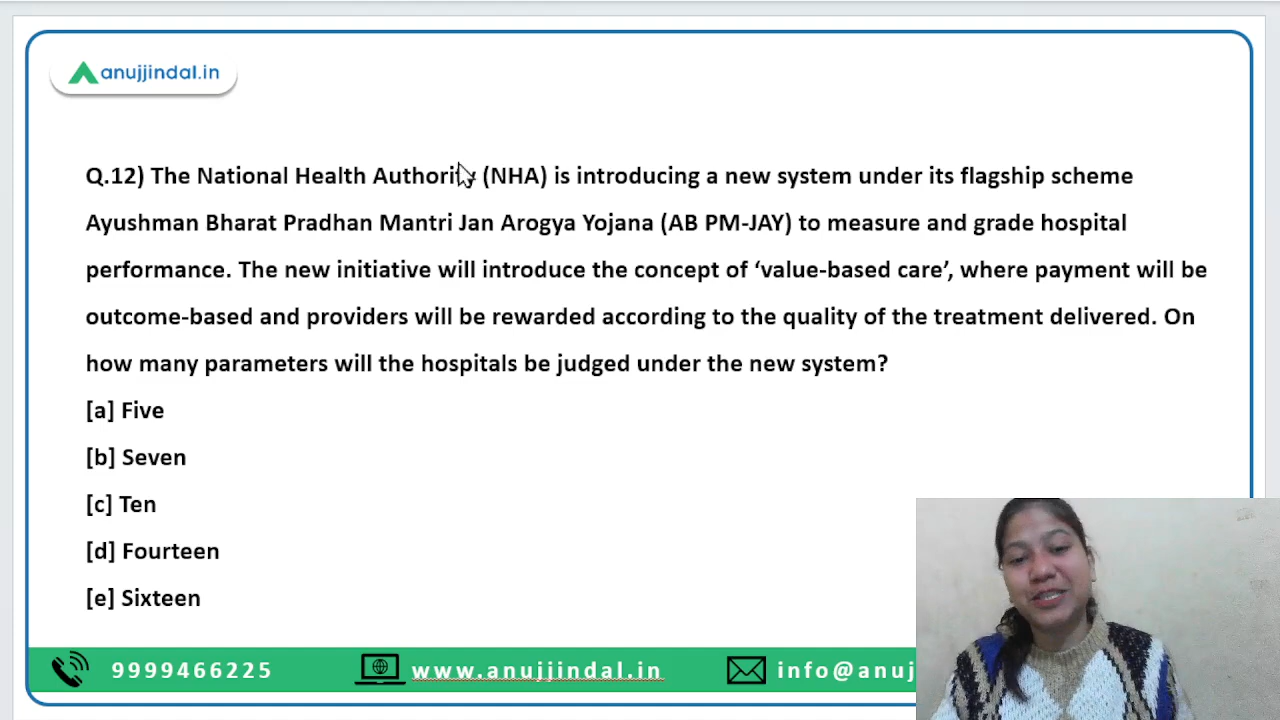 anujjindal.in
Q.12) The National Health Authority (NHA) is introducing a new system under its flagship scheme
Ayushman Bharat Pradhan Mantri Jan Arogya Yojana (AB PM-JAY) to measure and grade hospital
performance. The new initiative will introduce the concept of ‘value-based care’, where payment will be
outcome-based and providers will be rewarded according to the quality of the treatment delivered. On
how many parameters will the hospitals be judged under the new system?
[a] Five
[b] Seven
[c] Ten
[d] Fourteen
[e] Sixteen
9999466225 www.anujjindal.in info@anuj